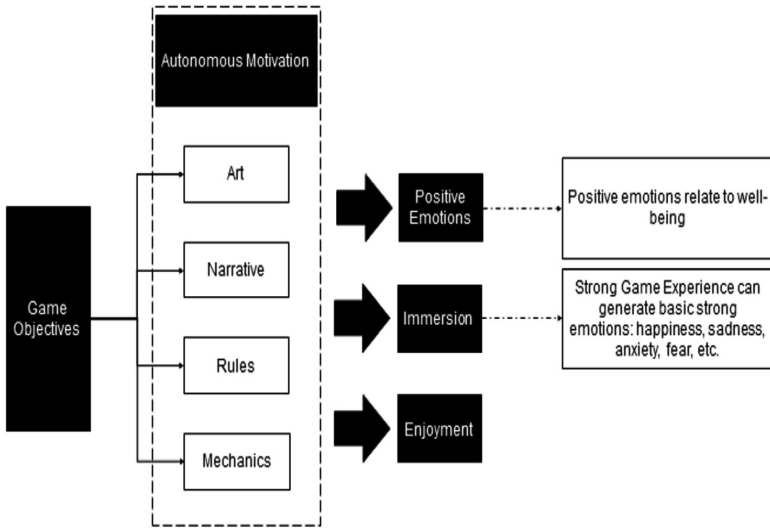 Autonomous Motivation
Game
Objectives
Art
Narrative
Rules
Mechanics
Positive
Emotions
Immersion
Enjoyment
Positive emotions relate to well-
being
Strong Game Experience can
generate basic strong
emotions: happiness, sadness,
anxiety, fear, etc.